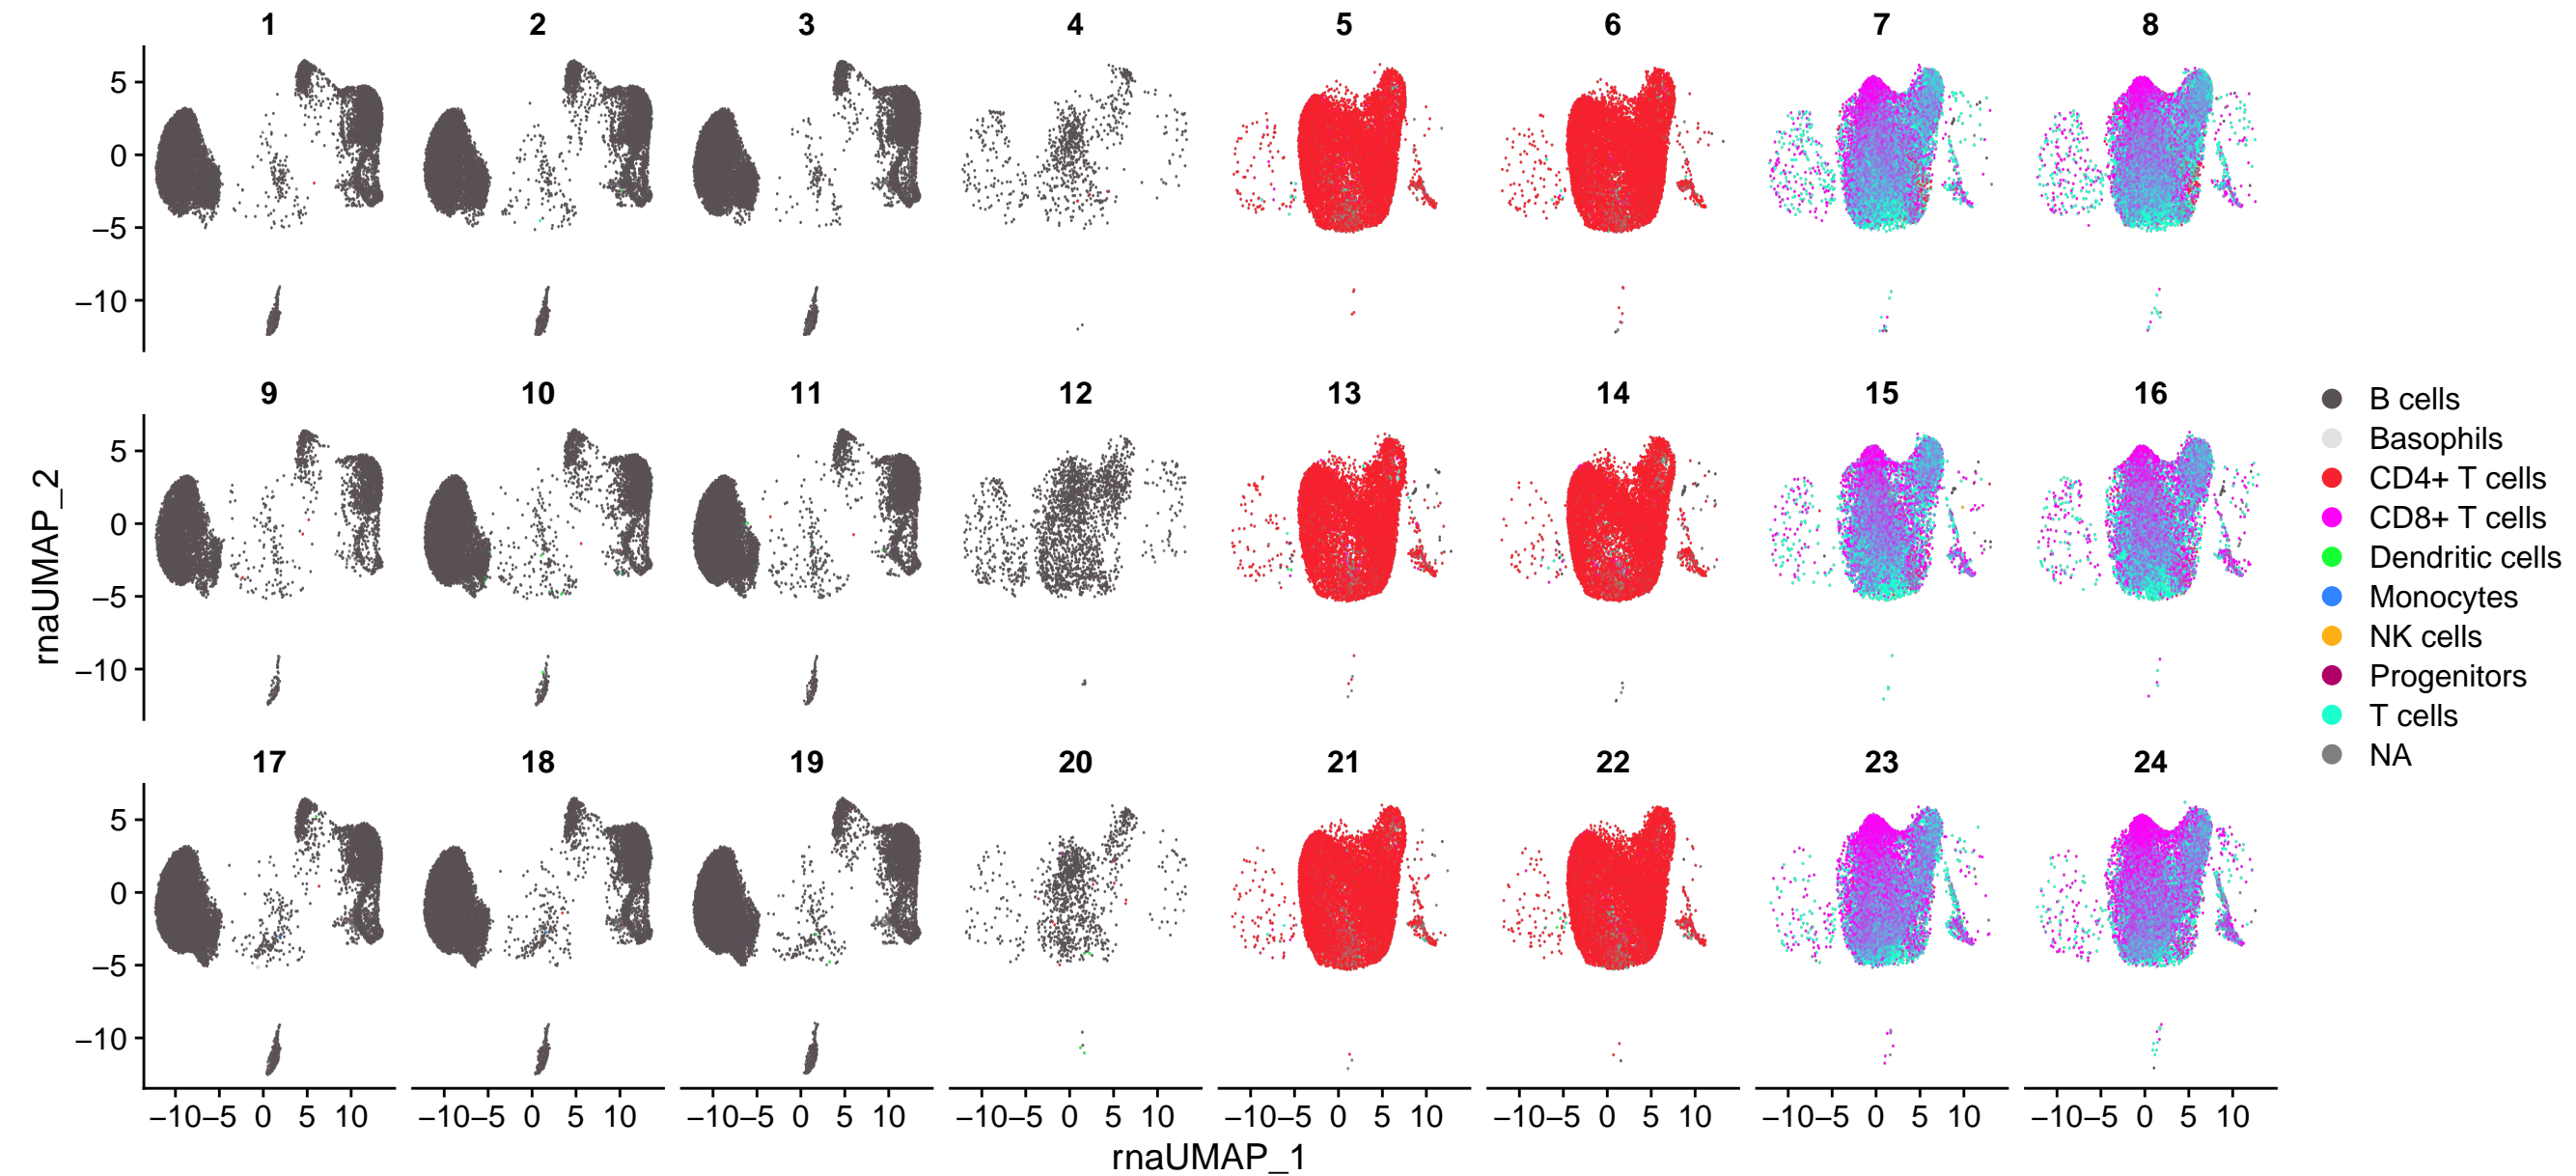 1 2 3 4 5 6 7 8
5
0
−5
−10
9 10 11 12 13 14 15 16
5
0
−5
−10
17 18 19 20 21 22 23 24
5
0
−5
−10
−10 −5 0 5 10 −10 −5 0 5 10 −10 −5 0 5 10 −10 −5 0 5 10 −10 −5 0 5 10 −10 −5 0 5 10 −10 −5 0 5 10 −10 −5 0 5 10
rnaUMAP_1
rnaUMAP_2
B cells
Basophils
CD4+ T cells
CD8+ T cells
Dendritic cells
Monocytes
NK cells
Progenitors
T cells
NA